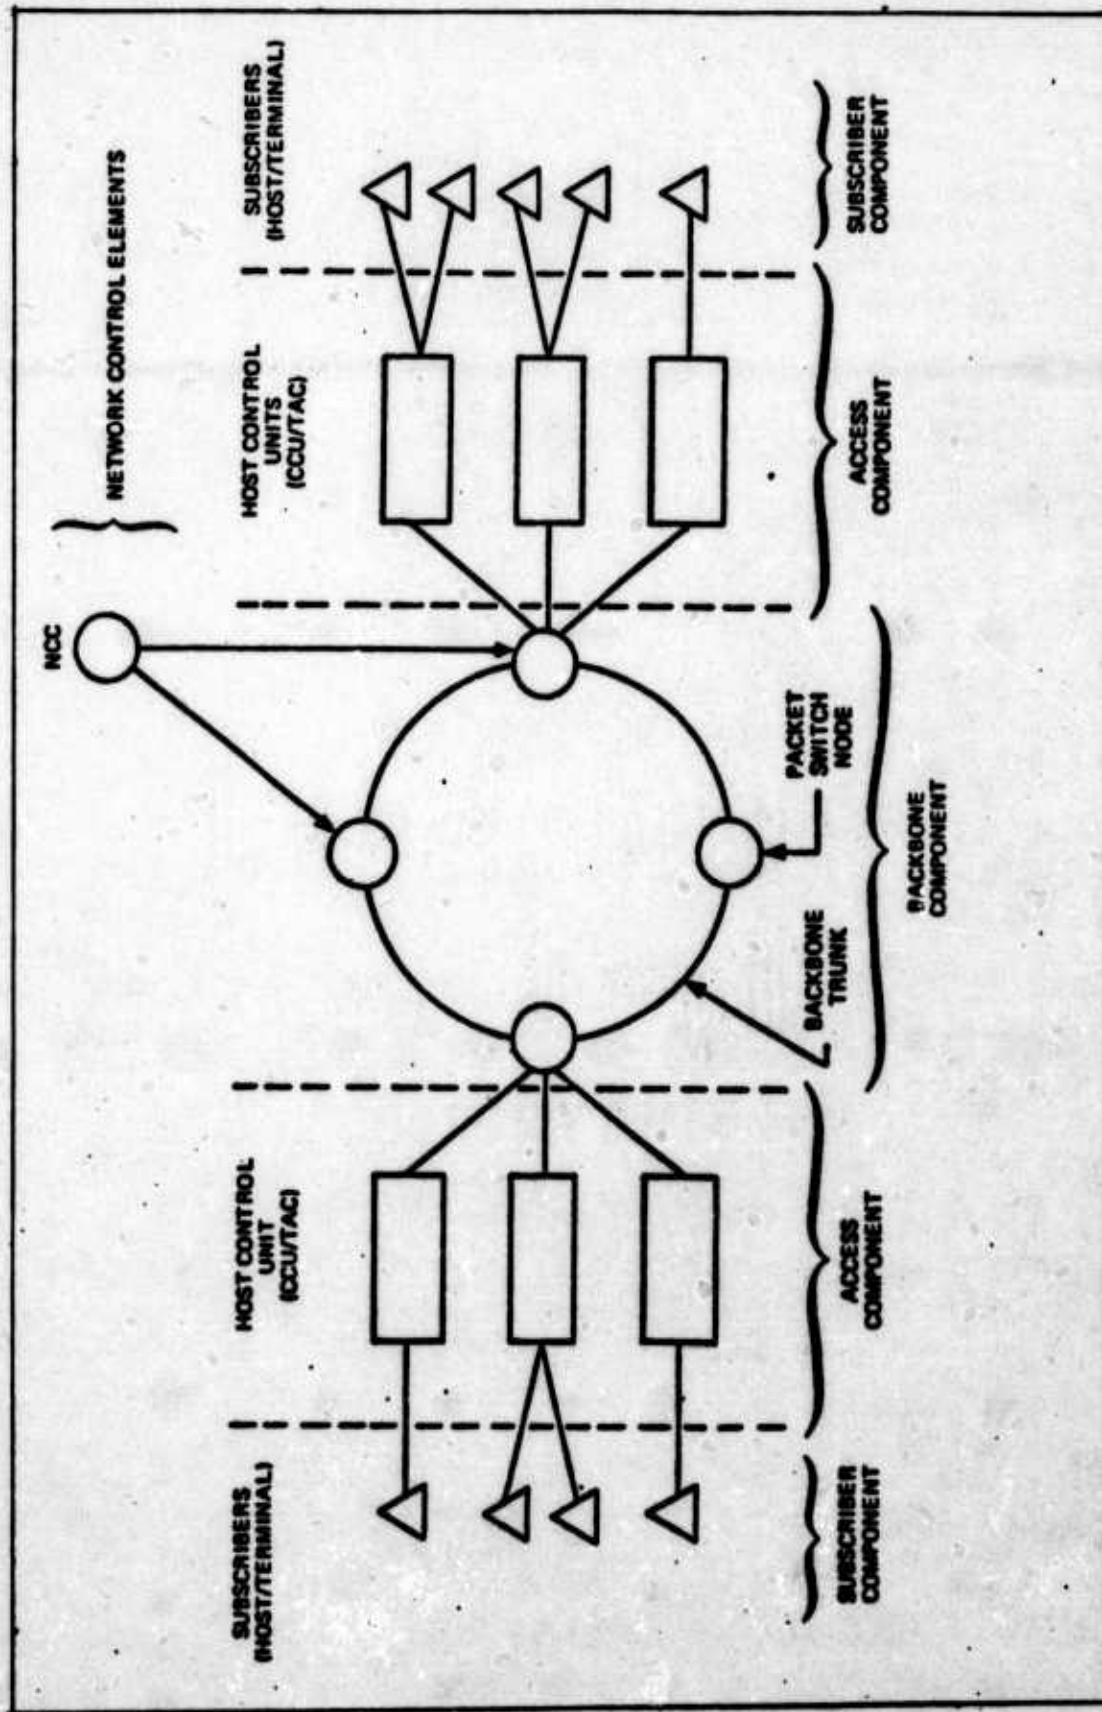 NCC
NETWORK CONTROL ELEMENTS
SUBSCRIBERS
(HOST/TERMINAL)
HOST CONTROL
UNIT
(CCU/TAC)
HOST CONTROL
UNITS
(CCU/TAC)
SUBSCRIBERS
(HOST/TERMINAL)
BACKBONE
TRUNK
PACKET
SWITCH
NODE
SUBSCRIBER
COMPONENT
ACCESS
COMPONENT
BACKBONE
COMPONENT
ACCESS
COMPONENT
SUBSCRIBER
COMPONENT